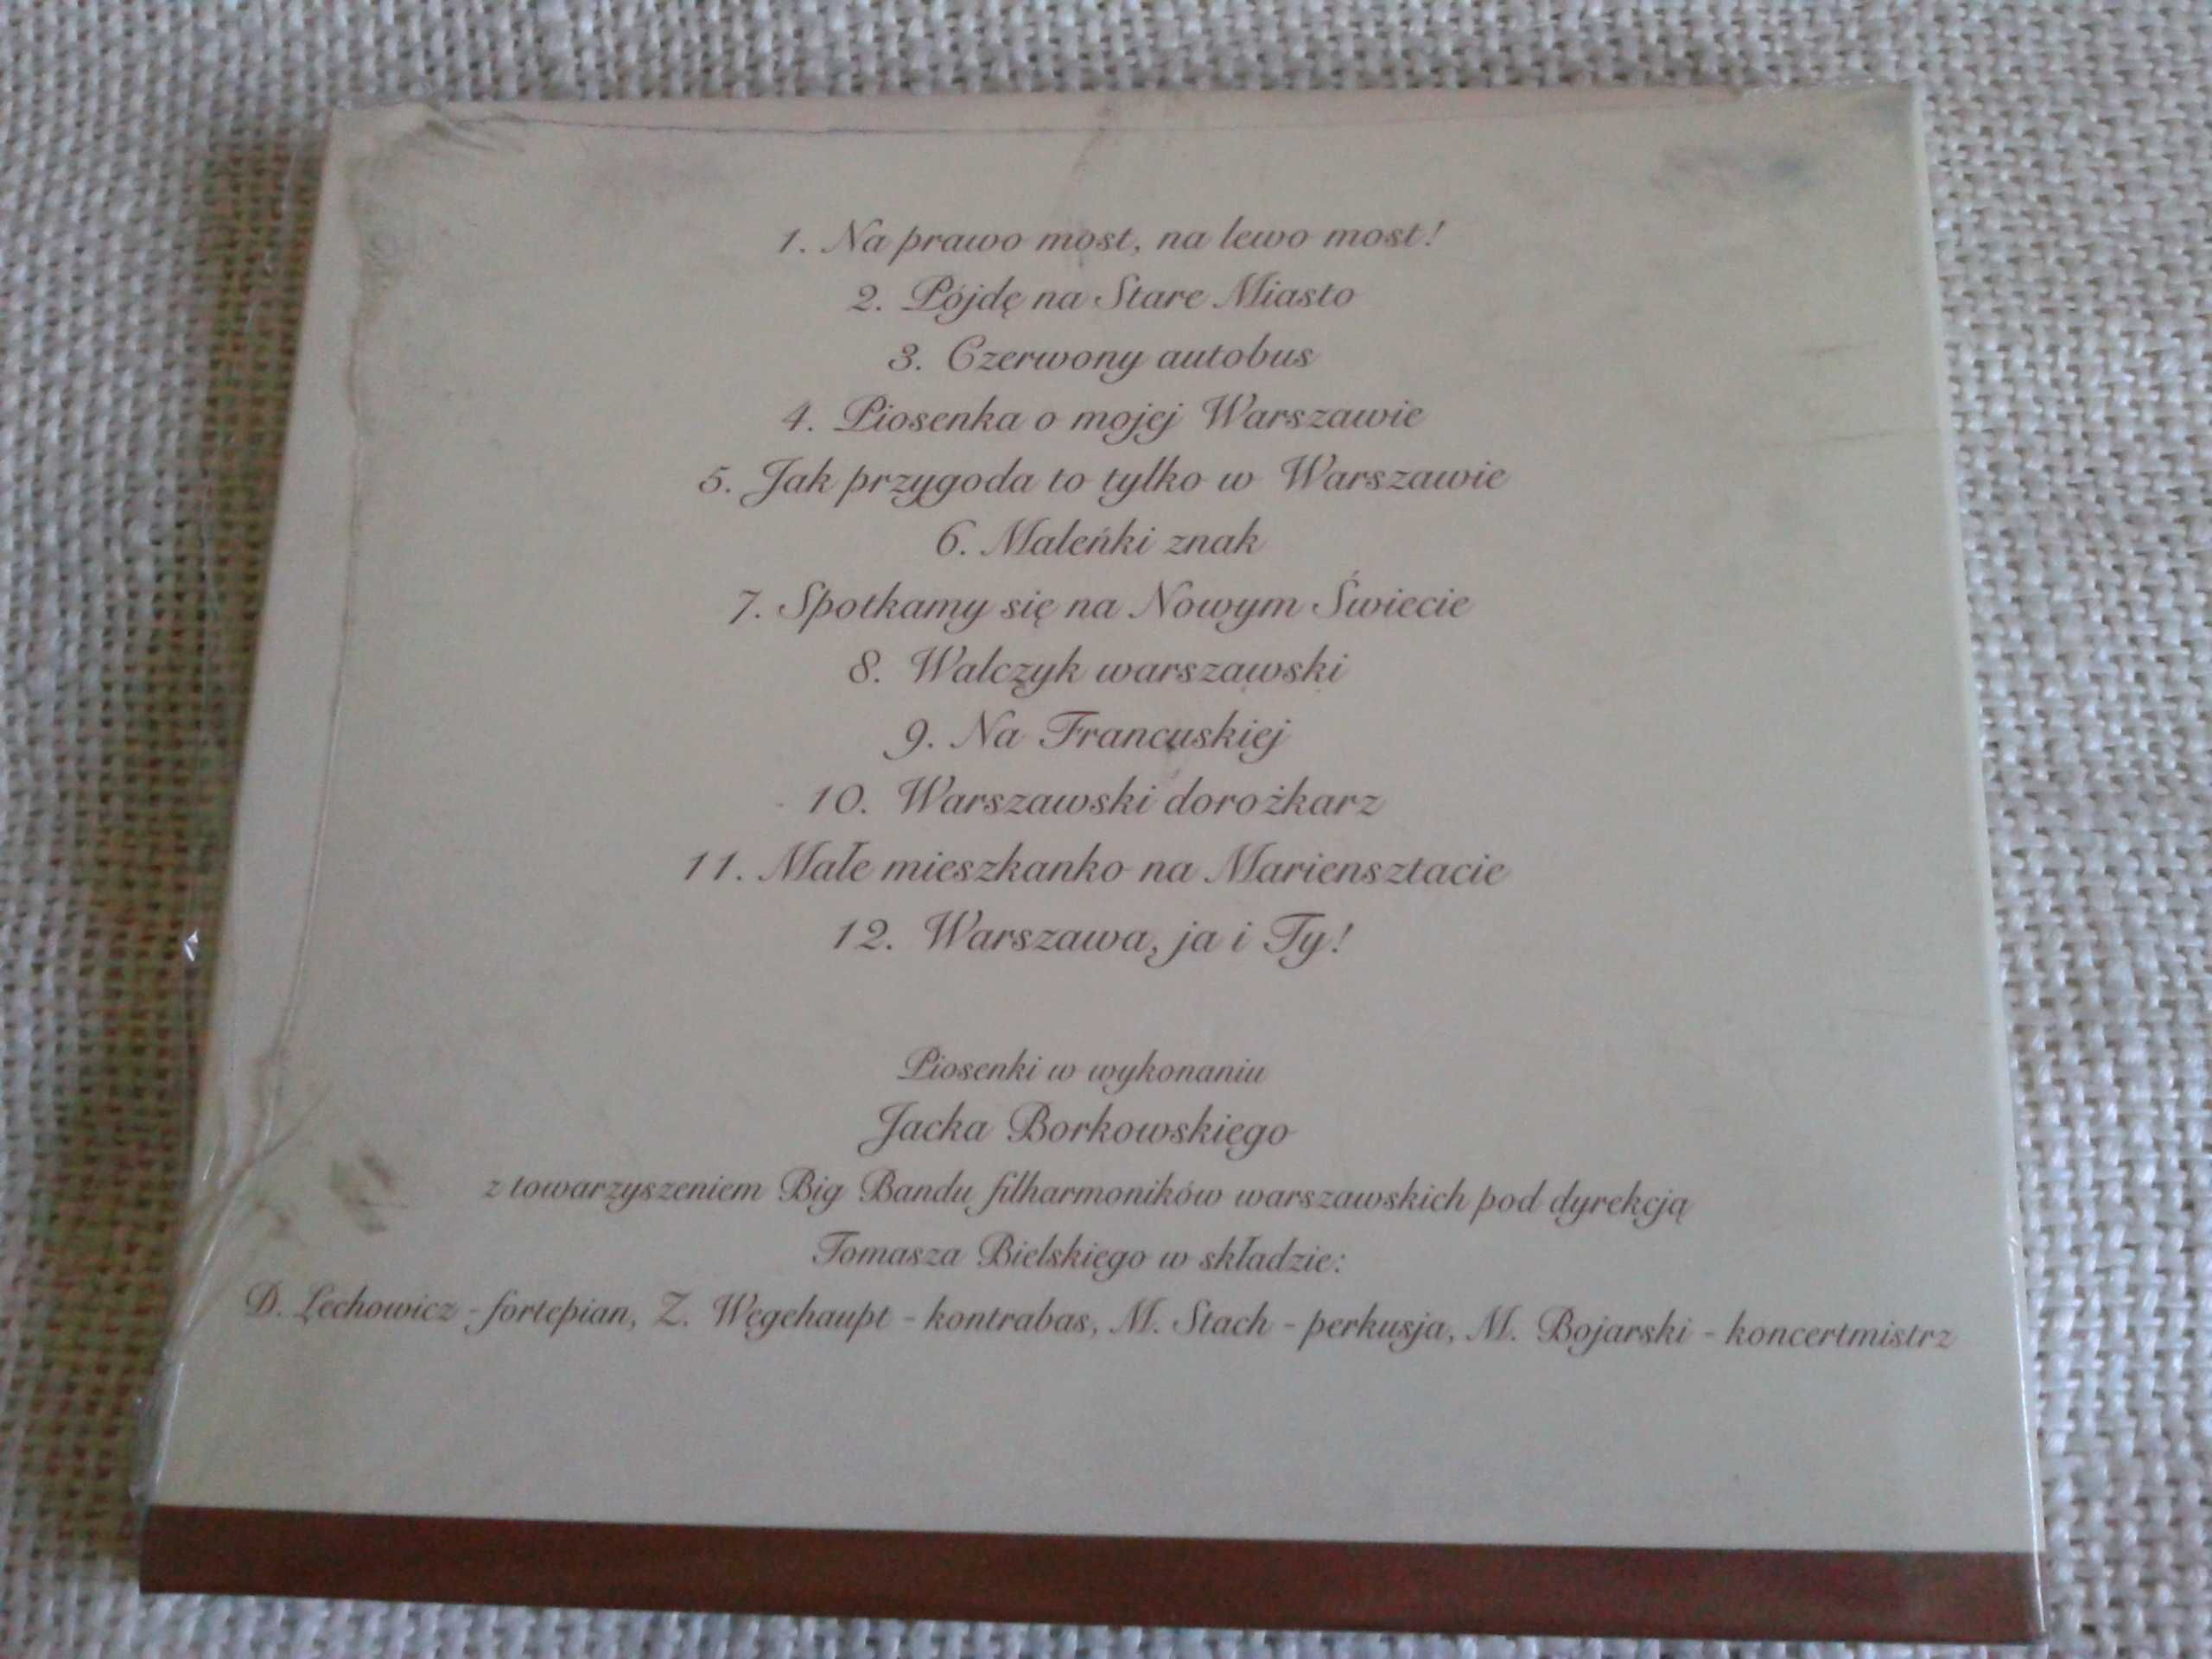 1. Na prawo most, na lewo most!
2. Pójdę na Stare Miasto
3. Czerwony autobus
4. Piosenka o mojej Warszawie
5. Jak przygoda to tylko w Warszawie
6. Maleńki znak
7. Spotkamy się na Nowym Świecie
8. Walczyk warszawski
9. Na Francuskiej
10. Warszawski dorożkarz
11. Małe mieszkanko na Mariensztacie
12. Warszawa, ja i Ty!
Piosenki w wykonaniu
Jacka Borkowskiego
z towarzyszeniem Big Bandu filharmoników warszawskich pod dyrekcją
Tomasza Bielskiego w składzie:
D. Lechowicz - fortepian, Z. Wegehaupt - kontrabas, M. Stach - perkusja, M. Bojarski - koncertmistrz